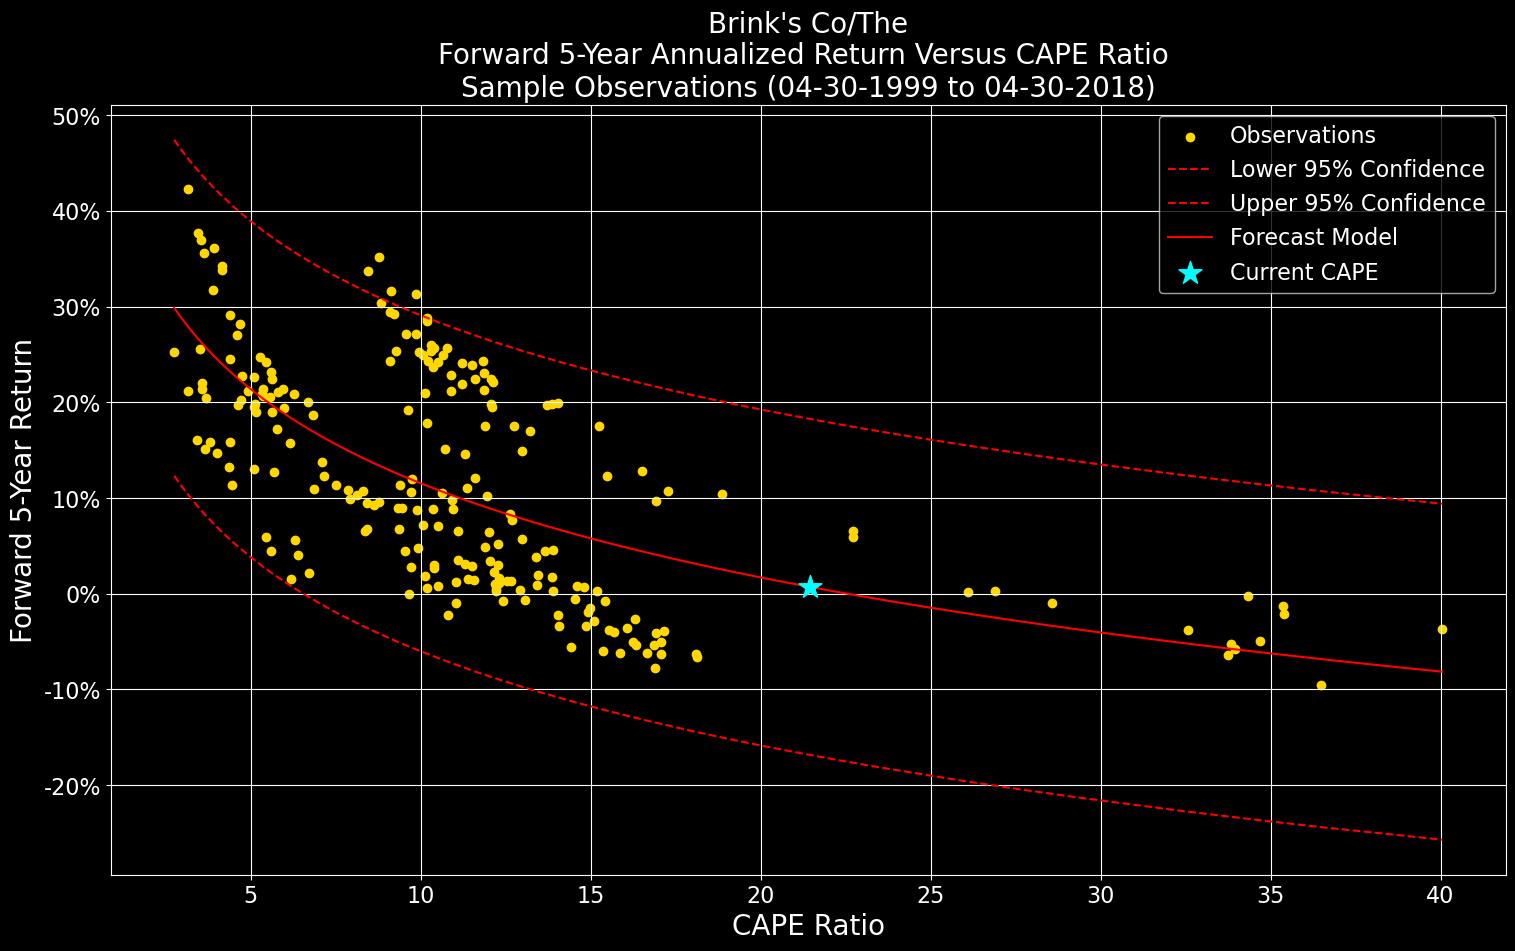 Brink's Co/The
Forward 5-Year Annualized Return Versus CAPE Ratio
Sample Observations (04-30-1999 to 04-30-2018)
Observations
Lower 95% Confidence
Upper 95% Confidence
Forecast Model
Current CAPE
Forward 5-Year Return
50%
40%
30%
20%
10%
0%
-10%
-20%
5 10 15 20 25 30 35 40
CAPE Ratio